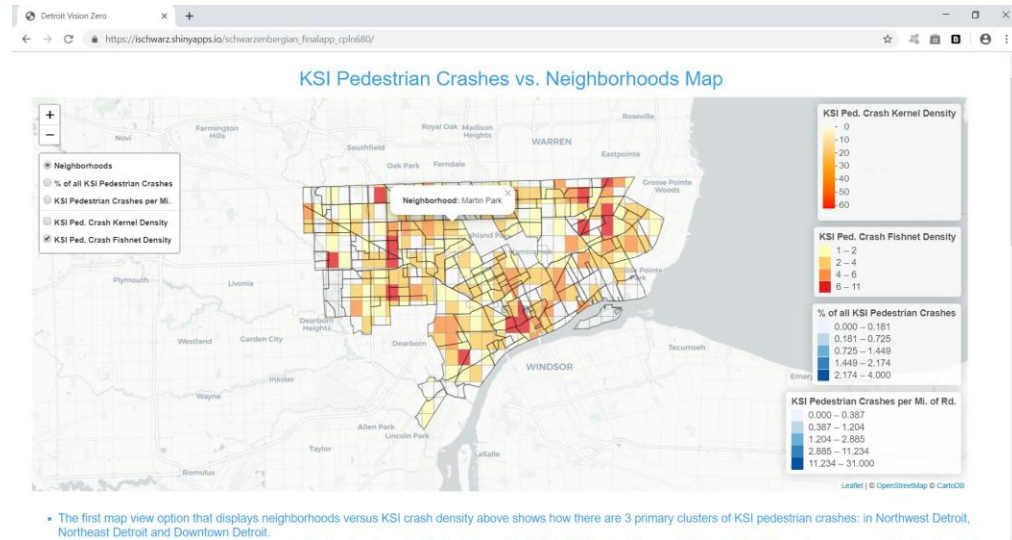 Detroit Vision Zero
https://ischwarz.shinyapps.io/schwarzenbergian_finalapp_cpln680/
KSI Pedestrian Crashes vs. Neighborhoods Map
+
−
Neighborhoods
% of all KSI Pedestrian Crashes
KSI Pedestrian Crashes per Mi.
KSI Ped. Crash Kernel Density
KSI Ped. Crash Fishnet Density
Novi
Farmington
Hills
Royal Oak
Madison
Heights
Roseville
Southfield
WARREN
Eastpointe
Oak Park
Ferndale
Grosse Pointe
Woods
Neighborhood: Martin Park
Plymouth
Livonia
Dearborn
Heights
Westland
Garden City
Dearborn
WINDSOR
Tecumseh
Inkster
Wayne
Allen Park
Lincoln Park
Taylor
LaSalle
Romulus
KSI Ped. Crash Kernel Density
0
10
20
30
40
50
60
KSI Ped. Crash Fishnet Density
1 – 2
2 – 4
4 – 6
6 – 11
% of all KSI Pedestrian Crashes
0.000 – 0.181
0.181 – 0.725
0.725 – 1.449
1.449 – 2.174
2.174 – 4.000
KSI Pedestrian Crashes per Mi. of Rd.
0.000 – 0.387
0.387 – 1.204
1.204 – 2.885
2.885 – 11.234
11.234 – 31.000
Leaflet | © OpenStreetMap © CartoDB
• The first map view option that displays neighborhoods versus KSI crash density above shows how there are 3 primary clusters of KSI pedestrian crashes: in Northwest Detroit,
Northeast Detroit and Downtown Detroit.